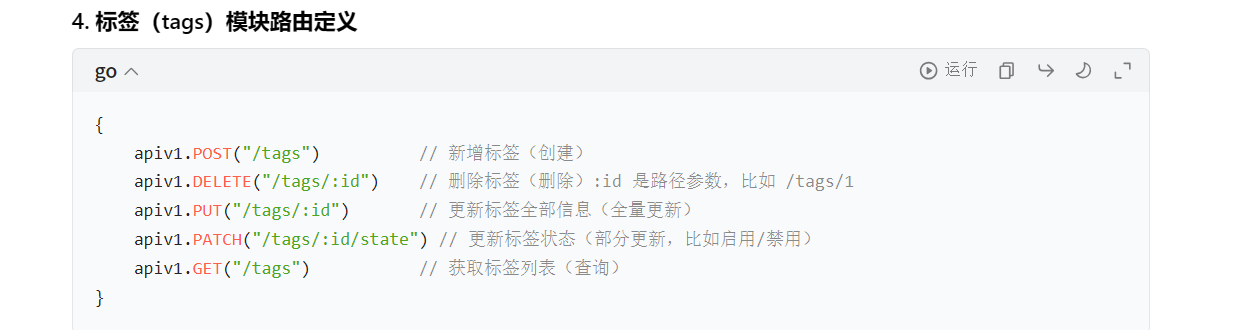 4. 标签（tags）模块路由定义
go 运行
{
    apiv1.POST("/tags")          // 新增标签（创建）
    apiv1.DELETE("/tags/:id")    // 删除标签（删除）:id 是路径参数，比如 /tags/1
    apiv1.PUT("/tags/:id")       // 更新标签全部信息（全量更新）
    apiv1.PATCH("/tags/:id/state") // 更新标签状态（部分更新，比如启用/禁用）
    apiv1.GET("/tags")           // 获取标签列表（查询）
}